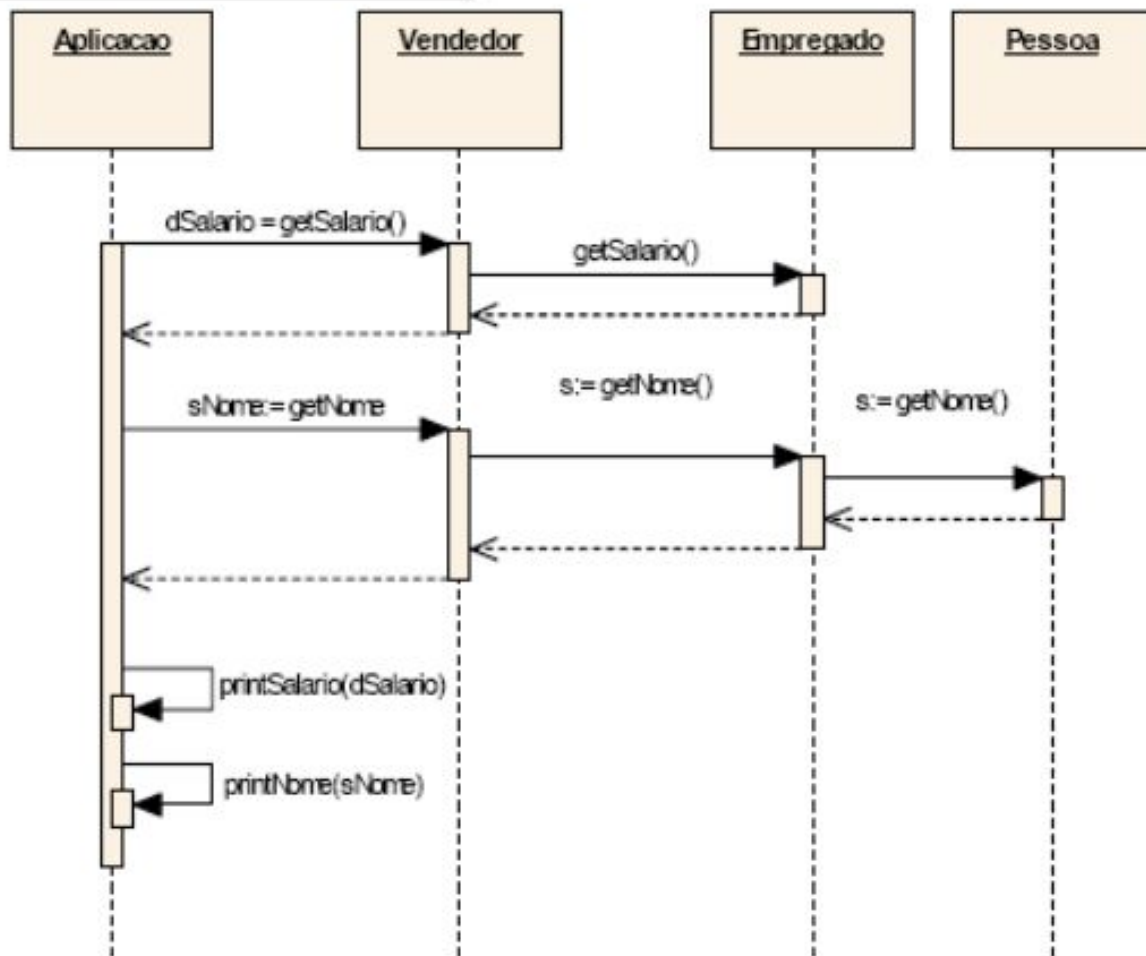 Aplicacao
Vendedor
Empregado
Pessoa
dSalario = getSalario()
getSalario()
s:= getNome()
sNome:= getNome
s:= getNome()
printSalario(dSalario)
printNome(sNome)